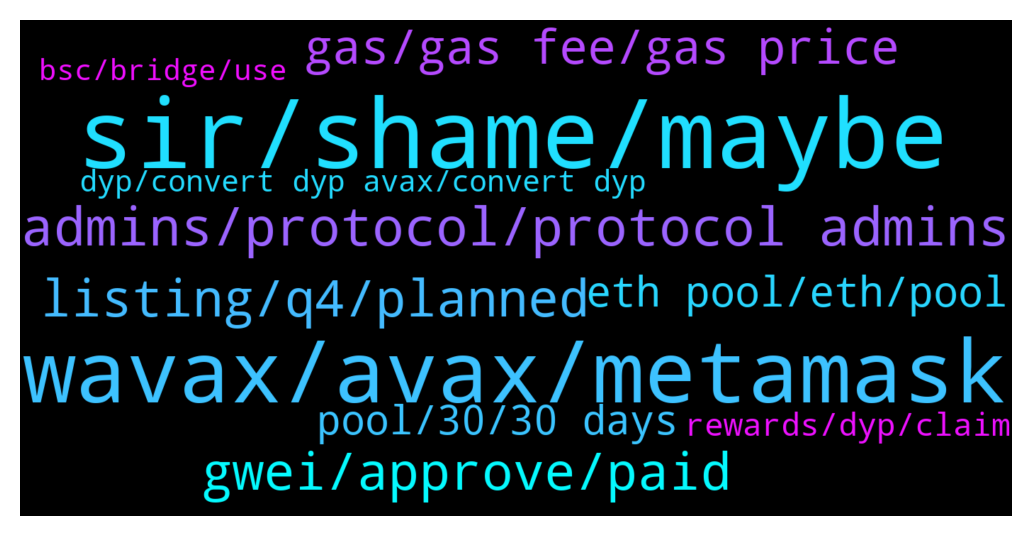 gas/gas fee/gas price
bsc/bridge/use
sir/shame/maybe
dyp/convert dyp avax/convert dyp
admins/protocol/protocol admins
listing/q4/planned
eth pool/eth/pool
wavax/avax/metamask
pool/30/30 days
rewards/dyp/claim
gwei/approve/paid